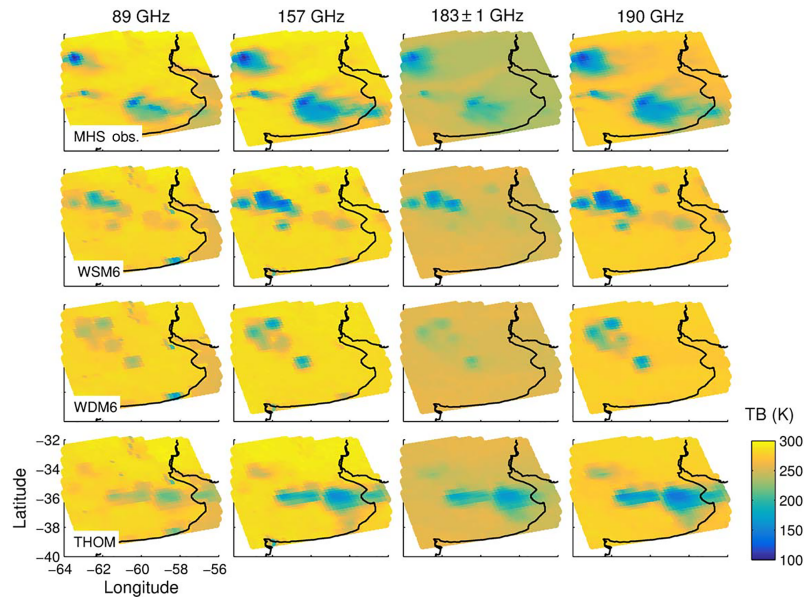 89 GHz 157 GHz 183±1 GHz 190 GHz
MHS obs.
WSM6
WDM6
TB (K)
300
250
200
150
100
Latitude
−32
−34
−36
−38
−40
THOM
−64 −62 −60 −58 −56
Longitude